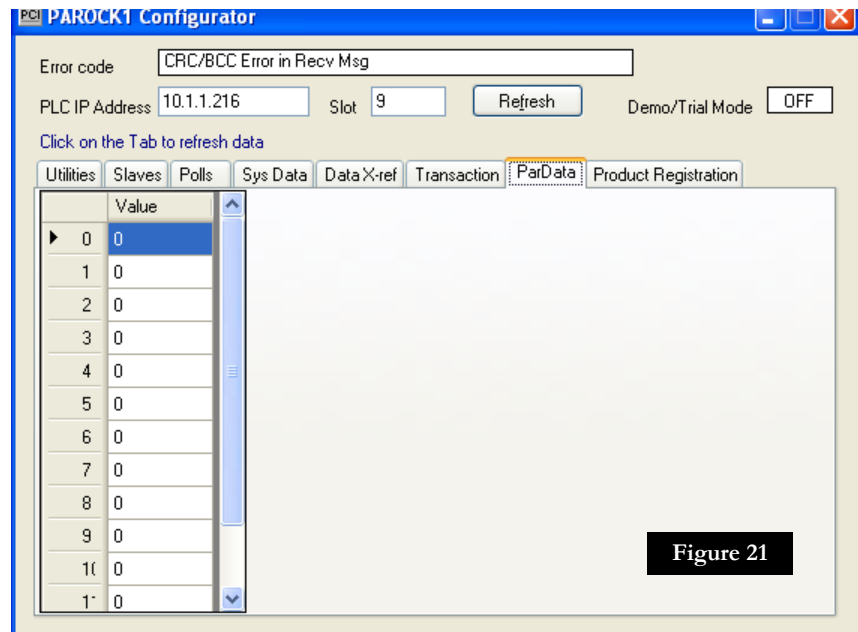 PCI PAROCK1 Configurator
Error code CRC/BCC Error in Recv Msg
PLC IP Address 10.1.1.216 Slot 9 Refresh Demo/Trial Mode OFF
Click on the Tab to refresh data
Utilities Slaves Polls Sys Data Data X-ref Transaction ParData Product Registration
Value
0 0
1 0
2 0
3 0
4 0
5 0
6 0
7 0
8 0
9 0
1( 0
1' 0
Figure 21